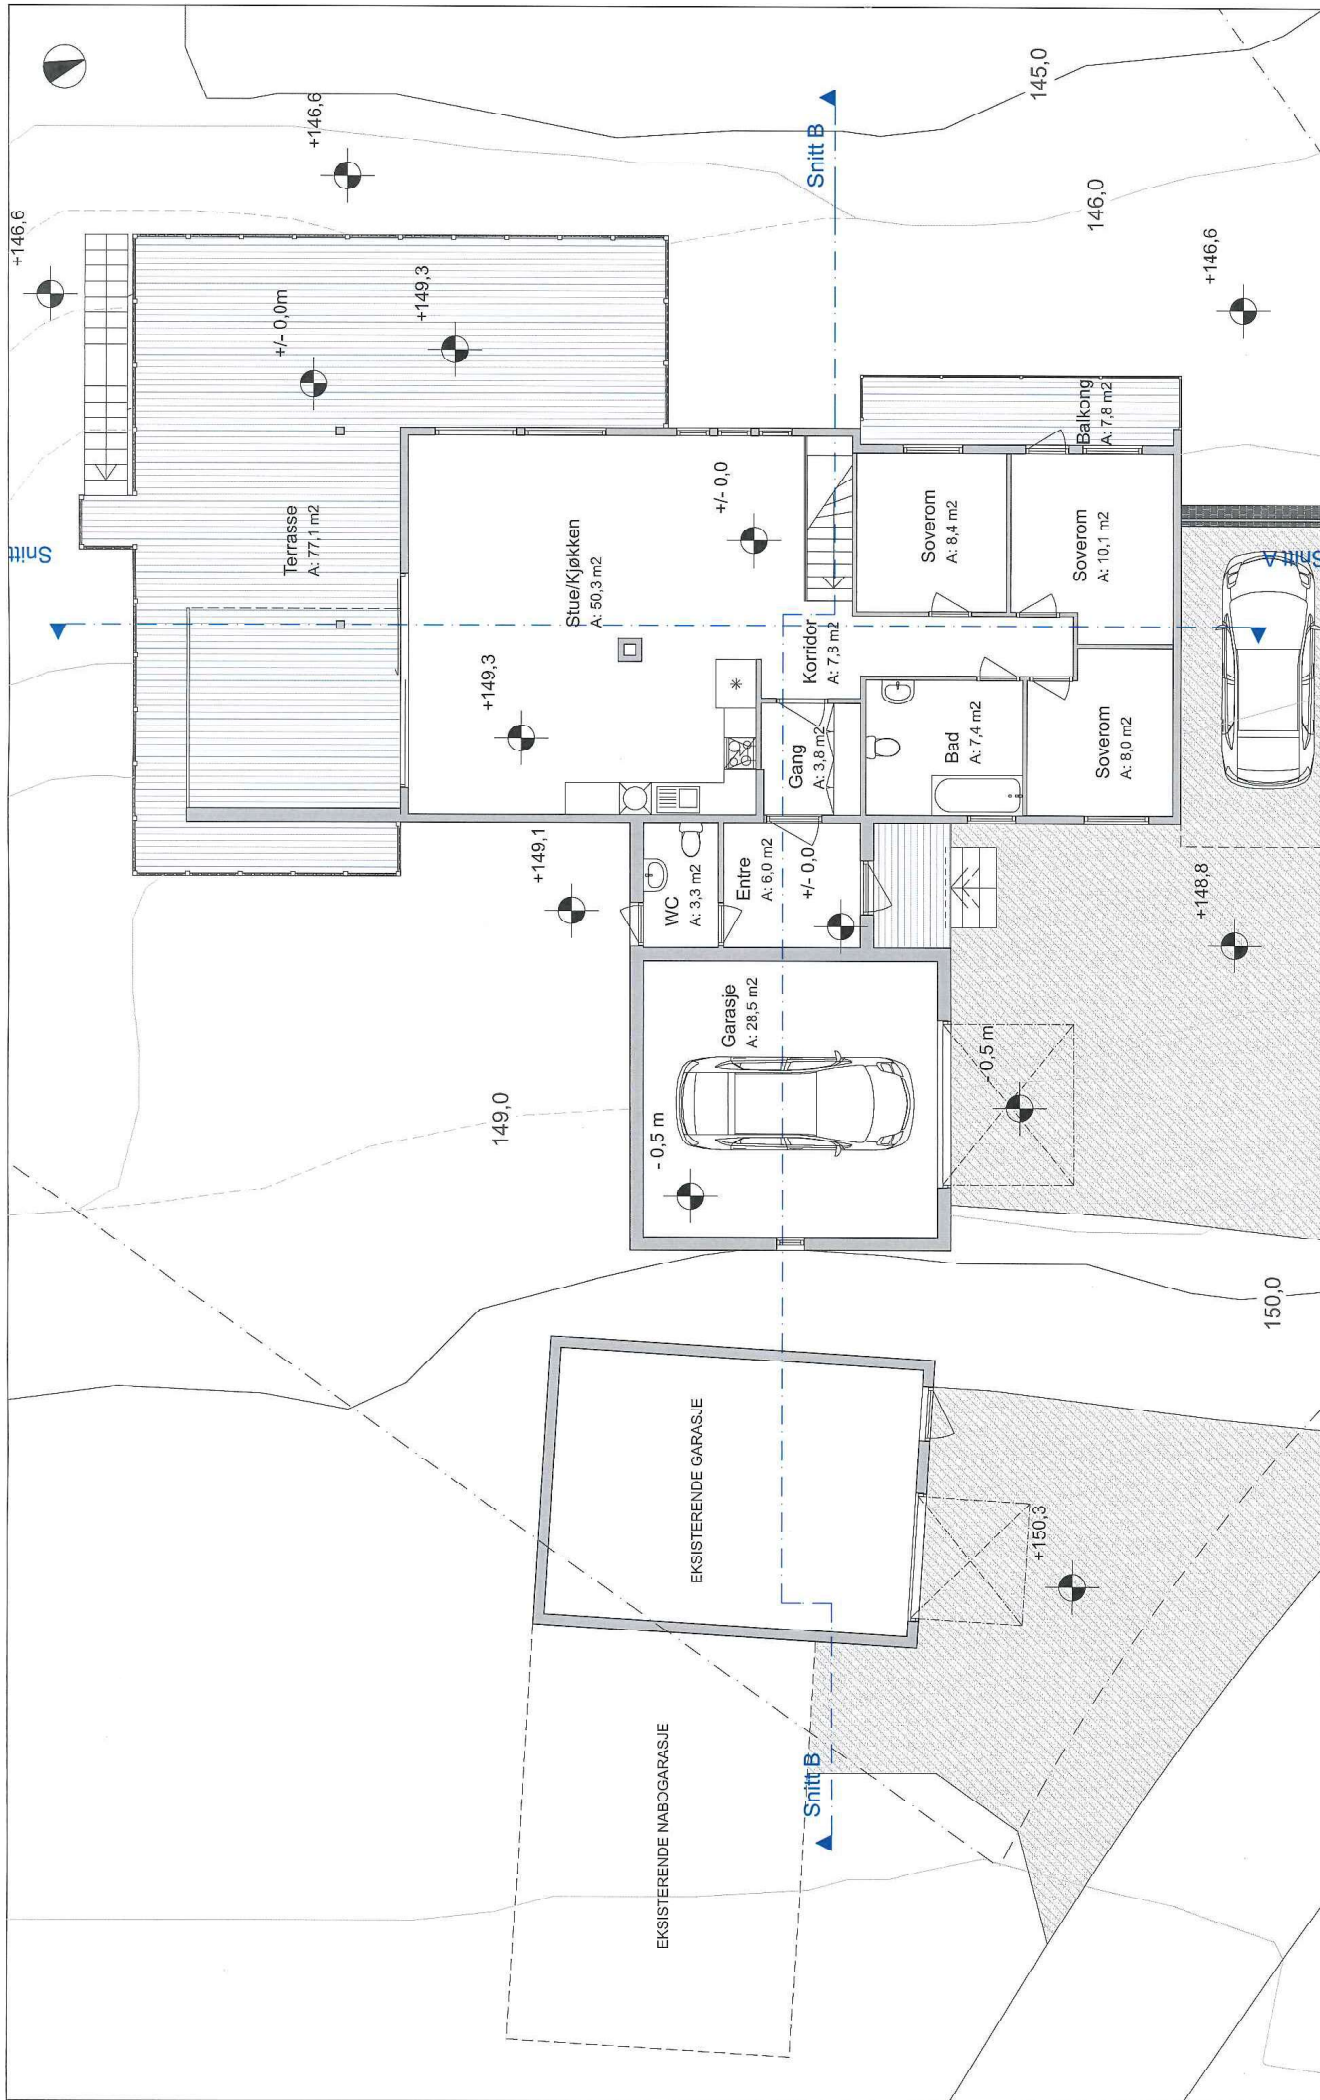 +146,6
+146,6
145,0
Snitt B
146,0
+146,6
+/- 0,0m
+149,3
Terrasse
A: 77,1 m2
Snitt
Stue/Kjøkken
A: 50,3 m2
+/- 0,0
+149,3
Soverom
A: 8,4 m2
Soverom
A: 10,1 m2
Balkong
A: 7,8 m2
Snitt A
Korridor
A: 7,3 m2
Gang
A: 3,8 m2
Bad
A: 7,4 m2
Soverom
A: 8,0 m2
+149,1
WC
A: 3,3 m2
Entre
A: 6,0 m2
+/- 0,0
+148,8
Garasje
A: 28,5 m2
- 0,5 m
- 0,5 m
149,0
150,0
EKSISTERENDE GARASJE
+150,3
EKSISTERENDE NABOGARASJE
Snitt B